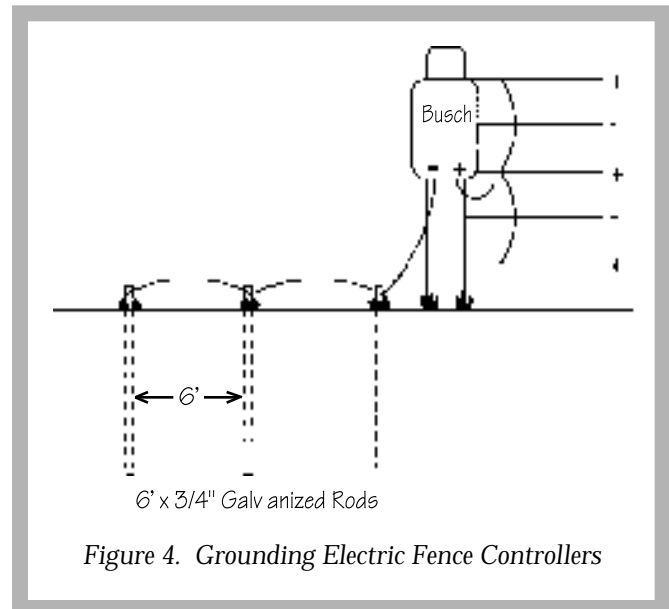 Busch
-
- +
+
-
6'
6' x 3/4" Galv anized Rods
Figure 4. Grounding Electric Fence Controllers